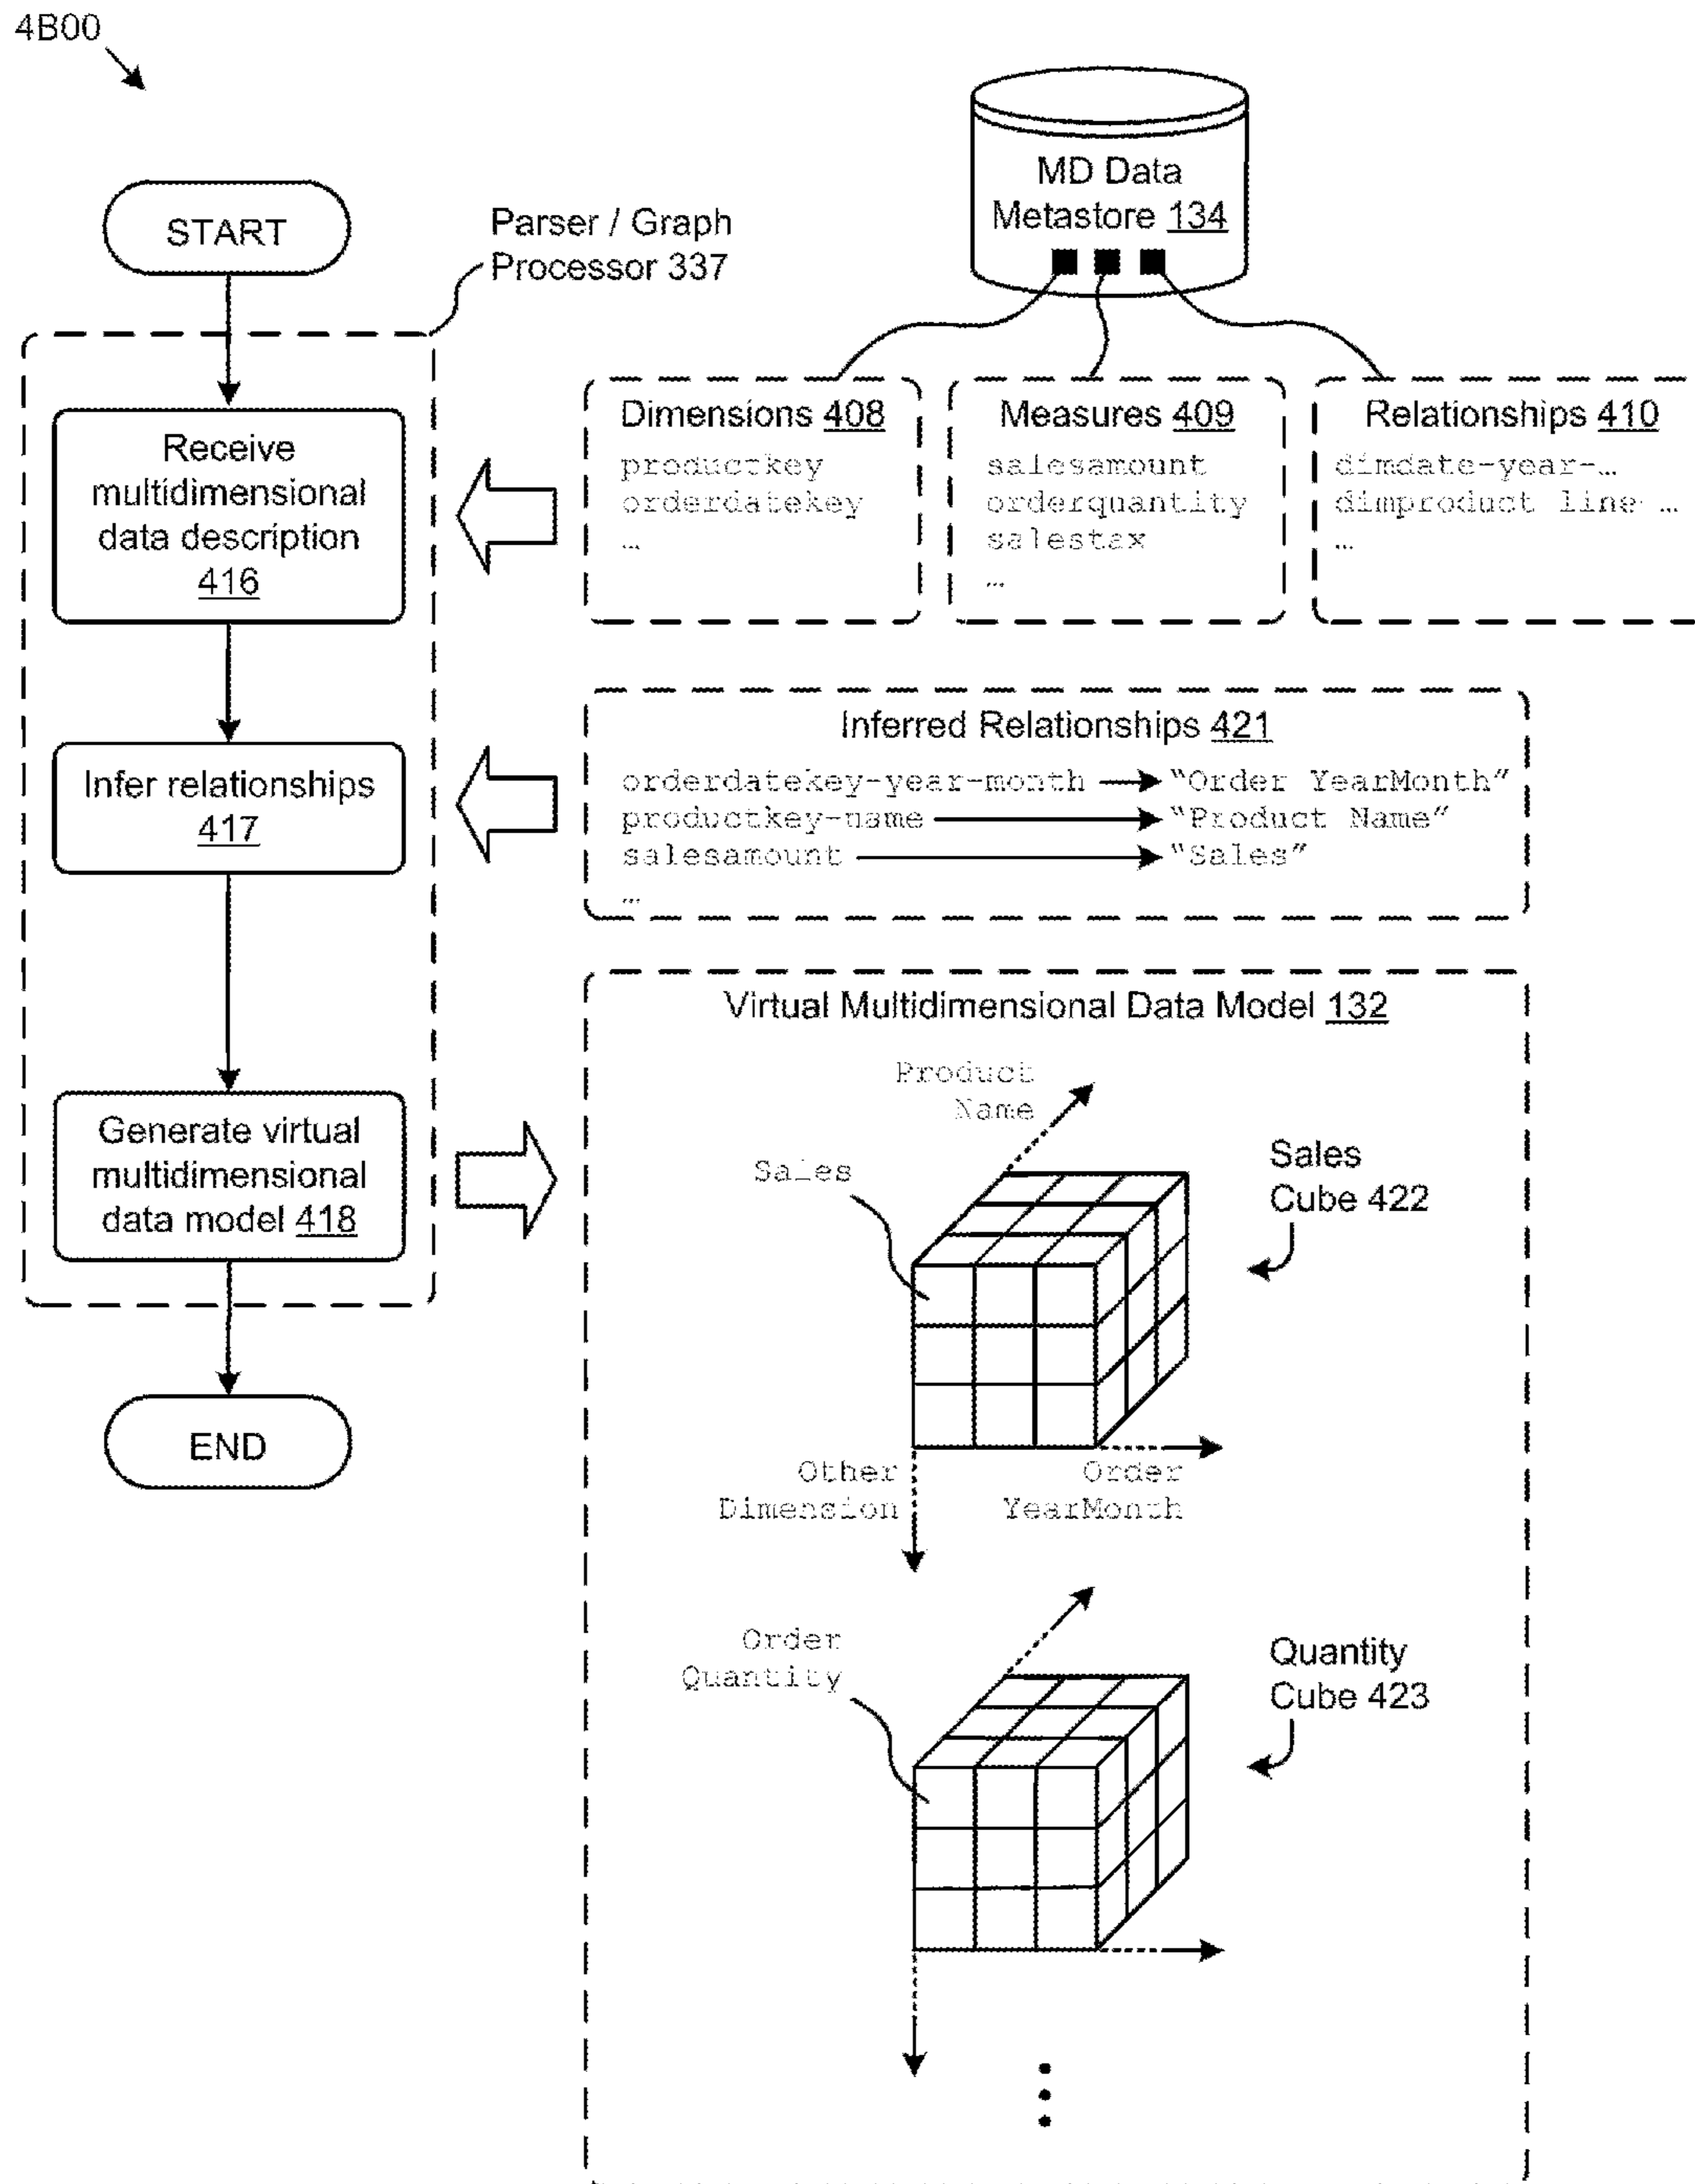 4B00
START
Parser / Graph
Processor 337
MD Data
Metastore 134
Receive
multidimensional
data description
416
Dimensions 408
productkey
orderdatekey
…
Measures 409
salesamount
orderquantity
salestax
…
Relationships 410
dimdate-year-…
dimproduct line-…
…
Infer relationships
417
Inferred Relationships 421
orderdatekey-year-month “Order YearMonth”
productkey-name “Product Name”
salesamount “Sales”
…
Generate virtual
multidimensional
data model 418
END
Virtual Multidimensional Data Model 132
Product
Name
Sales
Sales
Cube 422
Other
Dimension
Order
YearMonth
Order
Quantity
Quantity
Cube 423